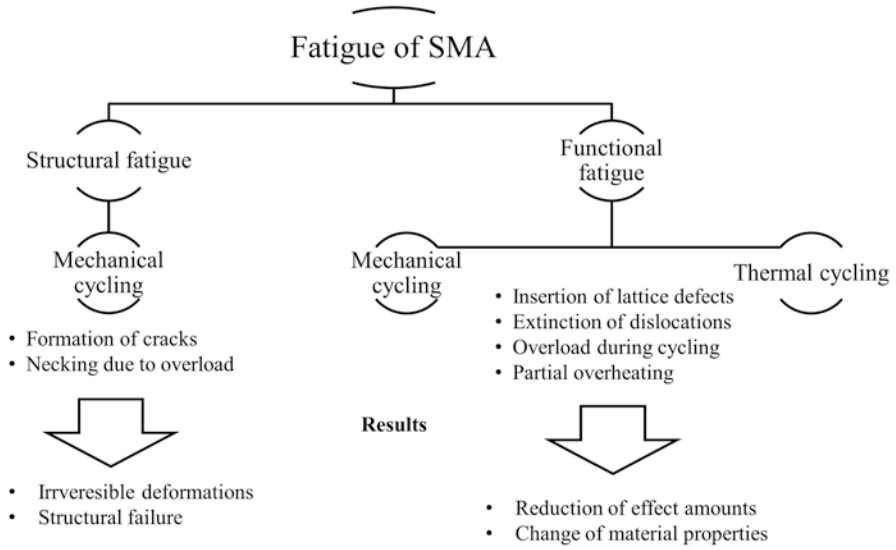 Fatigue of SMA
Structural fatigue
Functional
fatigue
Mechanical
cycling
Mechanical
cycling
Thermal cycling
• Formation of cracks
• Necking due to overload
• Insertion of lattice defects
• Extinction of dislocations
• Overload during cycling
• Partial overheating
Results
• Irrveresible deformations
• Structural failure
• Reduction of effect amounts
• Change of material properties